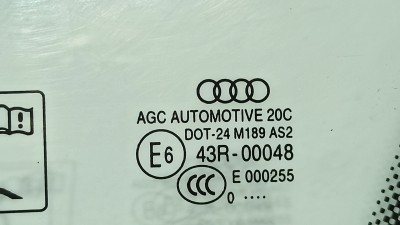 AGC AUTOMOTIVE 20C
DOT-24 M189 AS2
E6 43R-00048
CCC E 000255
0 ....